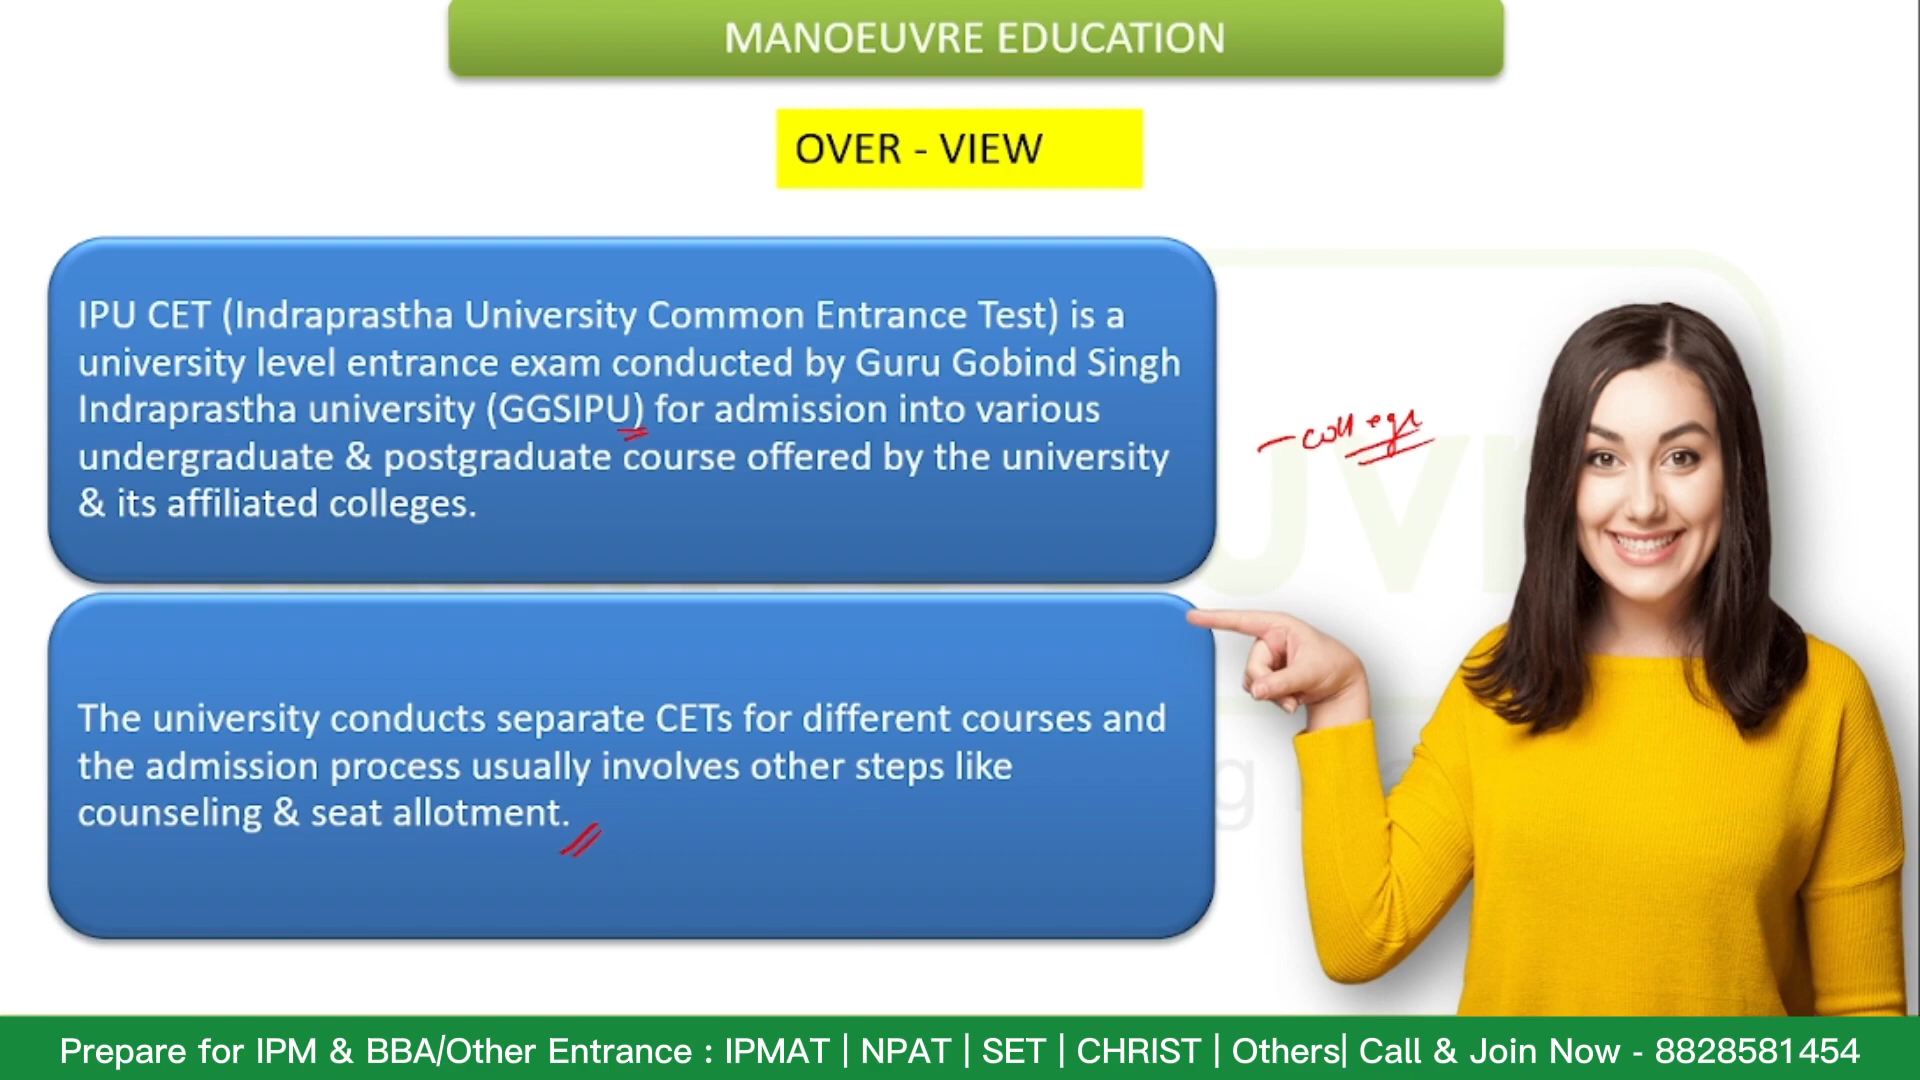 MANOEUVRE EDUCATION
OVER - VIEW
IPU CET (Indraprastha University Common Entrance Test) is a
university level entrance exam conducted by Guru Gobind Singh
Indraprastha university (GGSIPU) for admission into various
undergraduate & postgraduate course offered by the university
& its affiliated colleges.
- college
The university conducts separate CETs for different courses and
the admission process usually involves other steps like
counseling & seat allotment.
Prepare for IPM & BBA/Other Entrance : IPMAT | NPAT | SET | CHRIST | Others| Call & Join Now - 8828581454